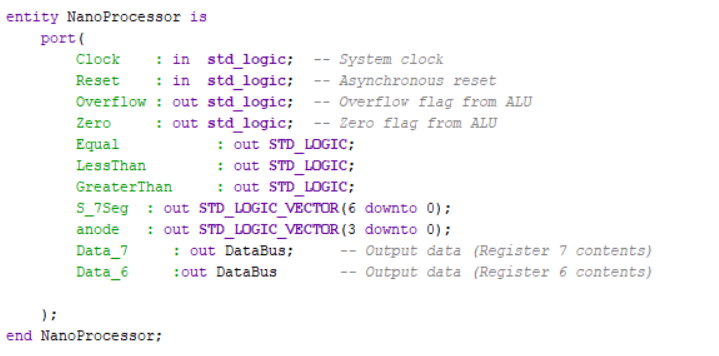 entity NanoProcessor is
port(
Clock : in std_logic; -- System clock
Reset : in std_logic; -- Asynchronous reset
Overflow : out std_logic; -- Overflow flag from ALU
Zero : out std_logic; -- Zero flag from ALU
Equal : out STD_LOGIC;
LessThan : out STD_LOGIC;
GreaterThan : out STD_LOGIC;
S_7Seg : out STD_LOGIC_VECTOR(6 downto 0);
anode : out STD_LOGIC_VECTOR(3 downto 0);
Data_7 : out DataBus; -- Output data (Register 7 contents)
Data_6 :out DataBus -- Output data (Register 6 contents)
);
end NanoProcessor;